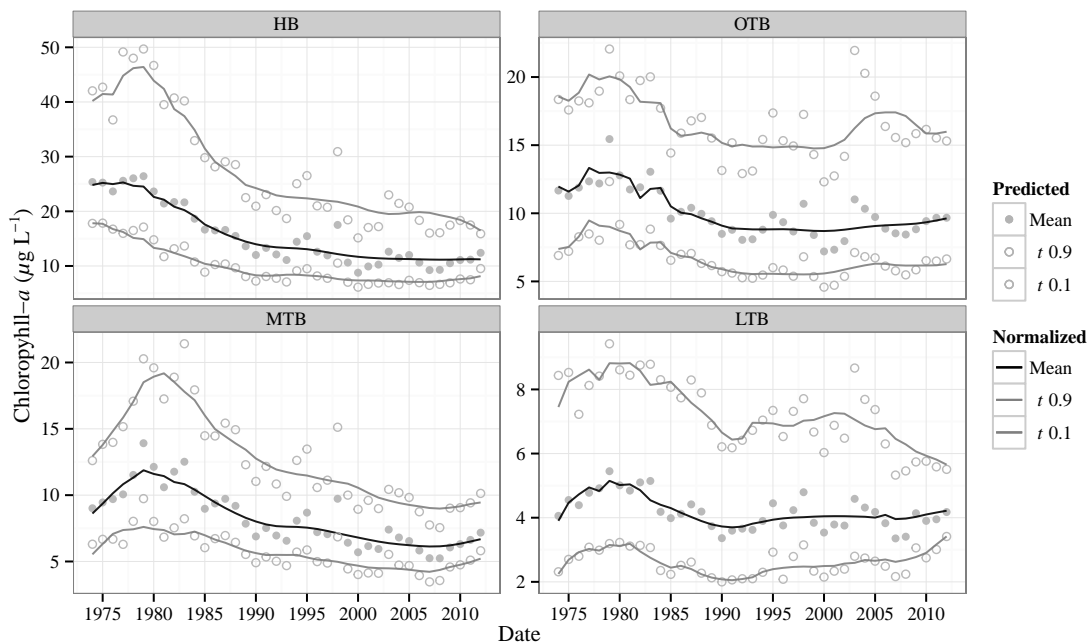 HB
OTB
50
40
30
20
10
20
15
10
5
Chloropyhll−a (µg L−1)
MTB
LTB
20
15
10
5
8
6
4
2
1975 1980 1985 1990 1995 2000 2005 2010
1975 1980 1985 1990 1995 2000 2005 2010
Date
Predicted
Mean
t 0.9
t 0.1
Normalized
Mean
t 0.9
t 0.1